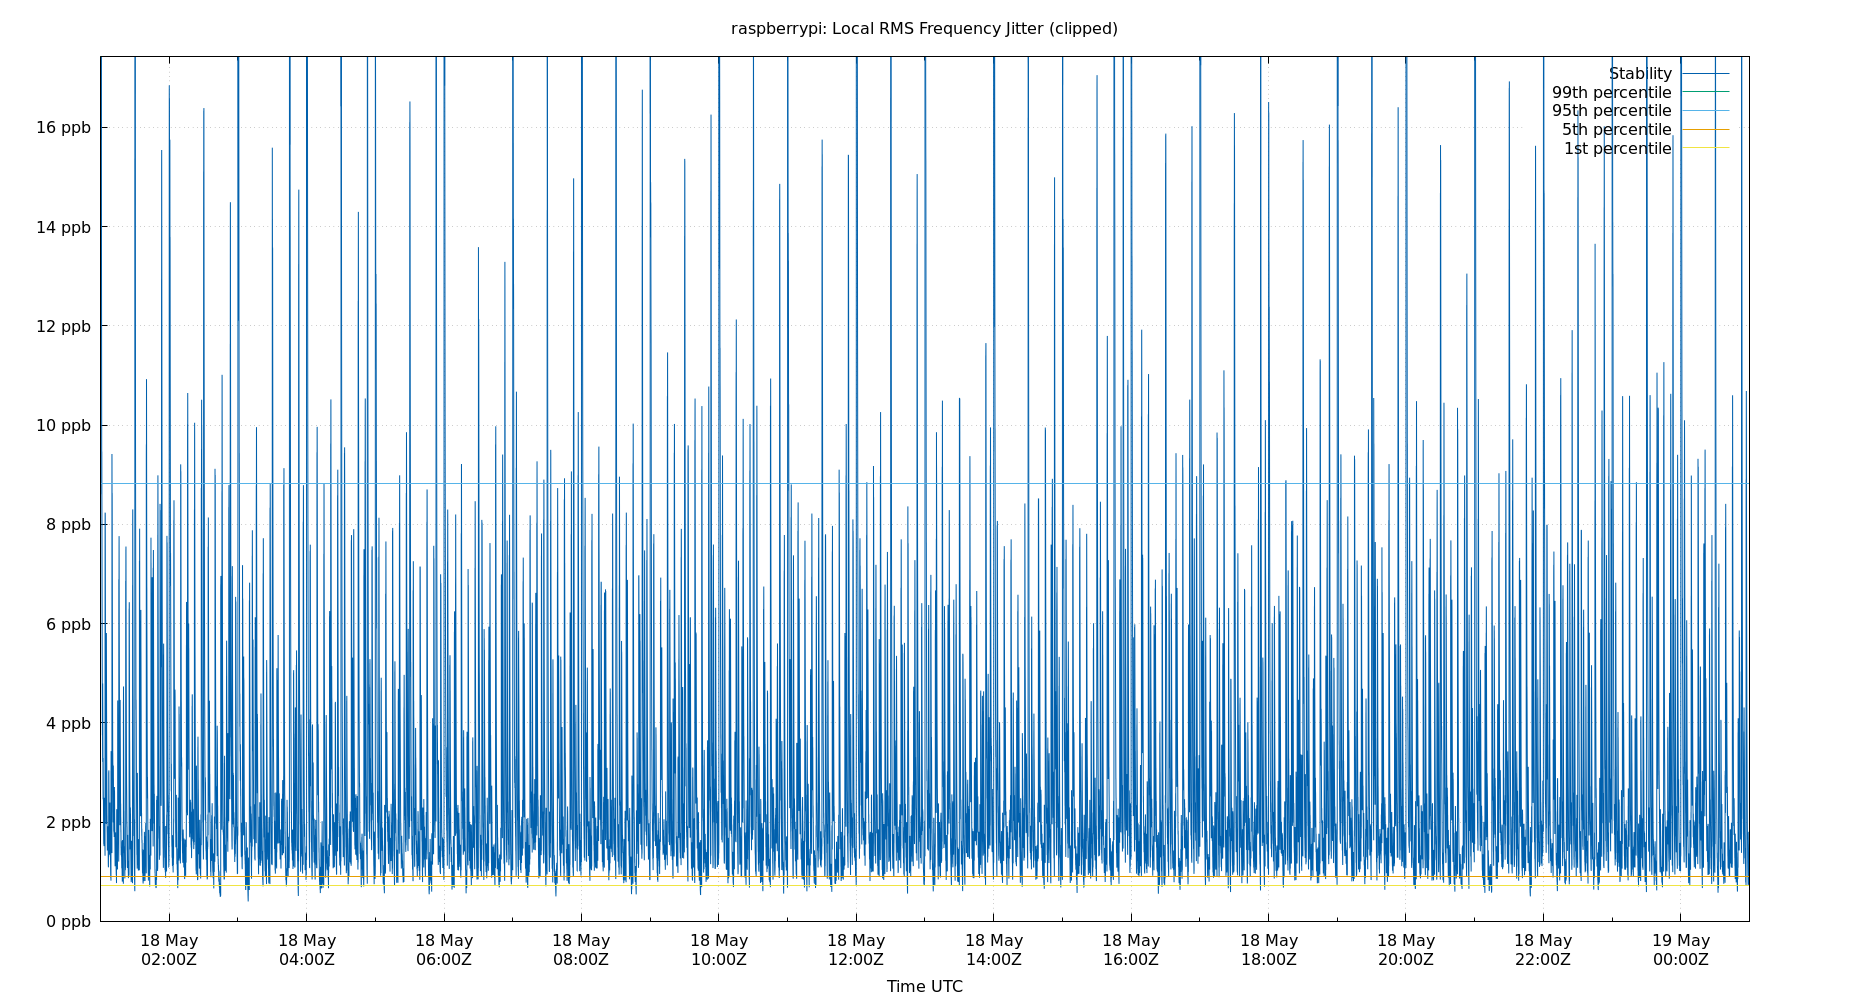 raspberrypi: Local RMS Frequency Jitter (clipped)
Stability
99th percentile
95th percentile
5th percentile
1st percentile
16 ppb
14 ppb
12 ppb
10 ppb
8 ppb
6 ppb
4 ppb
2 ppb
0 ppb
18 May 18 May 18 May 18 May 18 May 18 May 18 May 18 May 18 May 18 May 18 May 19 May
02:00Z 04:00Z 06:00Z 08:00Z 10:00Z 12:00Z 14:00Z 16:00Z 18:00Z 20:00Z 22:00Z 00:00Z
Time UTC